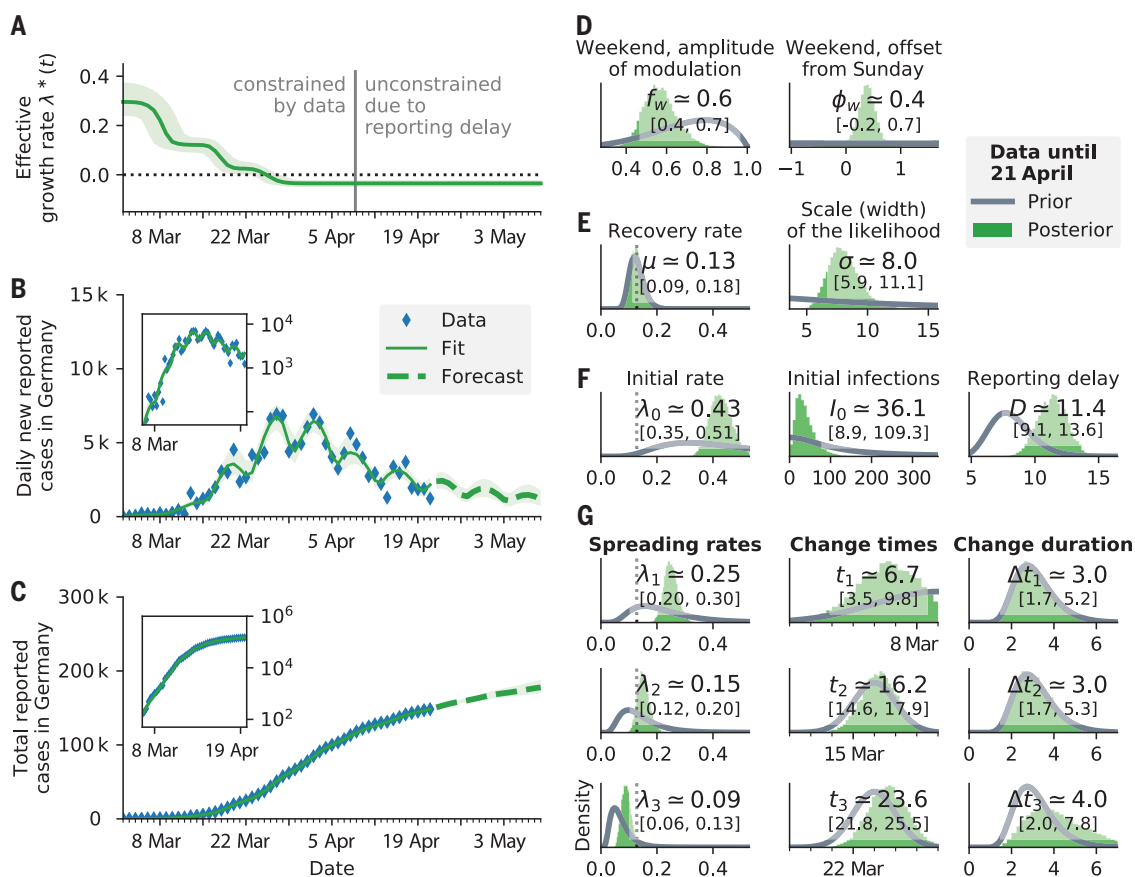 A
Effective
growth rate λ* (t)
0.4
0.2
0.0
constrained
by data
unconstrained
due to
reporting delay
8 Mar
22 Mar
5 Apr
19 Apr
3 May
B
Daily new reported
cases in Germany
15 k
10 k
5 k
0
10⁴
10³
8 Mar
Data
Fit
Forecast
8 Mar
22 Mar
5 Apr
19 Apr
3 May
C
Total reported
cases in Germany
300 k
200 k
100 k
0
10⁶
10⁴
10²
8 Mar
19 Apr
8 Mar
22 Mar
5 Apr
19 Apr
3 May
Date
D
Weekend, amplitude
of modulation
f_w ≃ 0.6
[0.4, 0.7]
0.4 0.6 0.8 1.0
Weekend, offset
from Sunday
ϕ_w ≃ 0.4
[-0.2, 0.7]
−1 0 1
Data until
21 April
Prior
Posterior
E
Recovery rate
μ ≃ 0.13
[0.09, 0.18]
0.0 0.2 0.4
Scale (width)
of the likelihood
σ ≃ 8.0
[5.9, 11.1]
5 10 15
F
Initial rate
λ₀ ≃ 0.43
[0.35, 0.51]
0.0 0.2 0.4
Initial infections
I₀ ≃ 36.1
[8.9, 109.3]
0 100 200 300
Reporting delay
D ≃ 11.4
[9.1, 13.6]
5 10 15
G
Spreading rates
Change times
Change duration
λ₁ ≃ 0.25
[0.20, 0.30]
0.0 0.2 0.4
t₁ ≃ 6.7
[3.5, 9.8]
8 Mar
Δt₁ ≃ 3.0
[1.7, 5.2]
0 2 4 6
λ₂ ≃ 0.15
[0.12, 0.20]
0.0 0.2 0.4
t₂ ≃ 16.2
[14.6, 17.9]
15 Mar
Δt₂ ≃ 3.0
[1.7, 5.3]
0 2 4 6
Density
λ₃ ≃ 0.09
[0.06, 0.13]
0.0 0.2 0.4
t₃ ≃ 23.6
[21.8, 25.5]
22 Mar
Δt₃ ≃ 4.0
[2.0, 7.8]
0 2 4 6